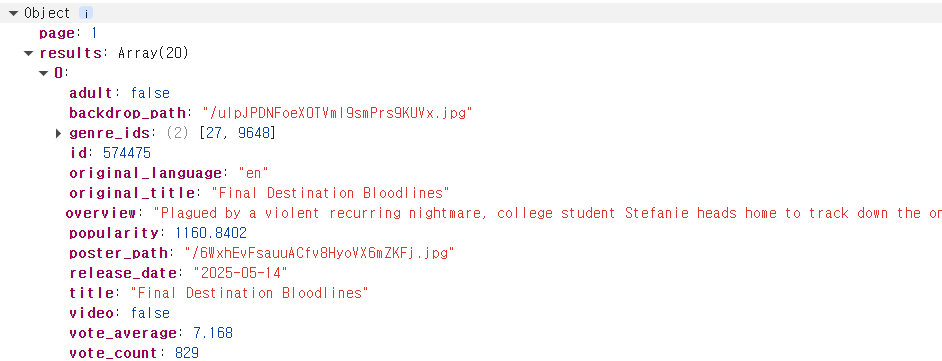 Object i
page: 1
results: Array(20)
0:
adult: false
backdrop_path: "/uIpJPDNFoeX0TVml9smPrs9KUVx.jpg"
genre_ids: (2) [27, 9648]
id: 574475
original_language: "en"
original_title: "Final Destination Bloodlines"
overview: "Plagued by a violent recurring nightmare, college student Stefanie heads home to track down the on
popularity: 1160.8402
poster_path: "/6WxhEvFsauuACfv8HyoVX6mZKFj.jpg"
release_date: "2025-05-14"
title: "Final Destination Bloodlines"
video: false
vote_average: 7.168
vote_count: 829